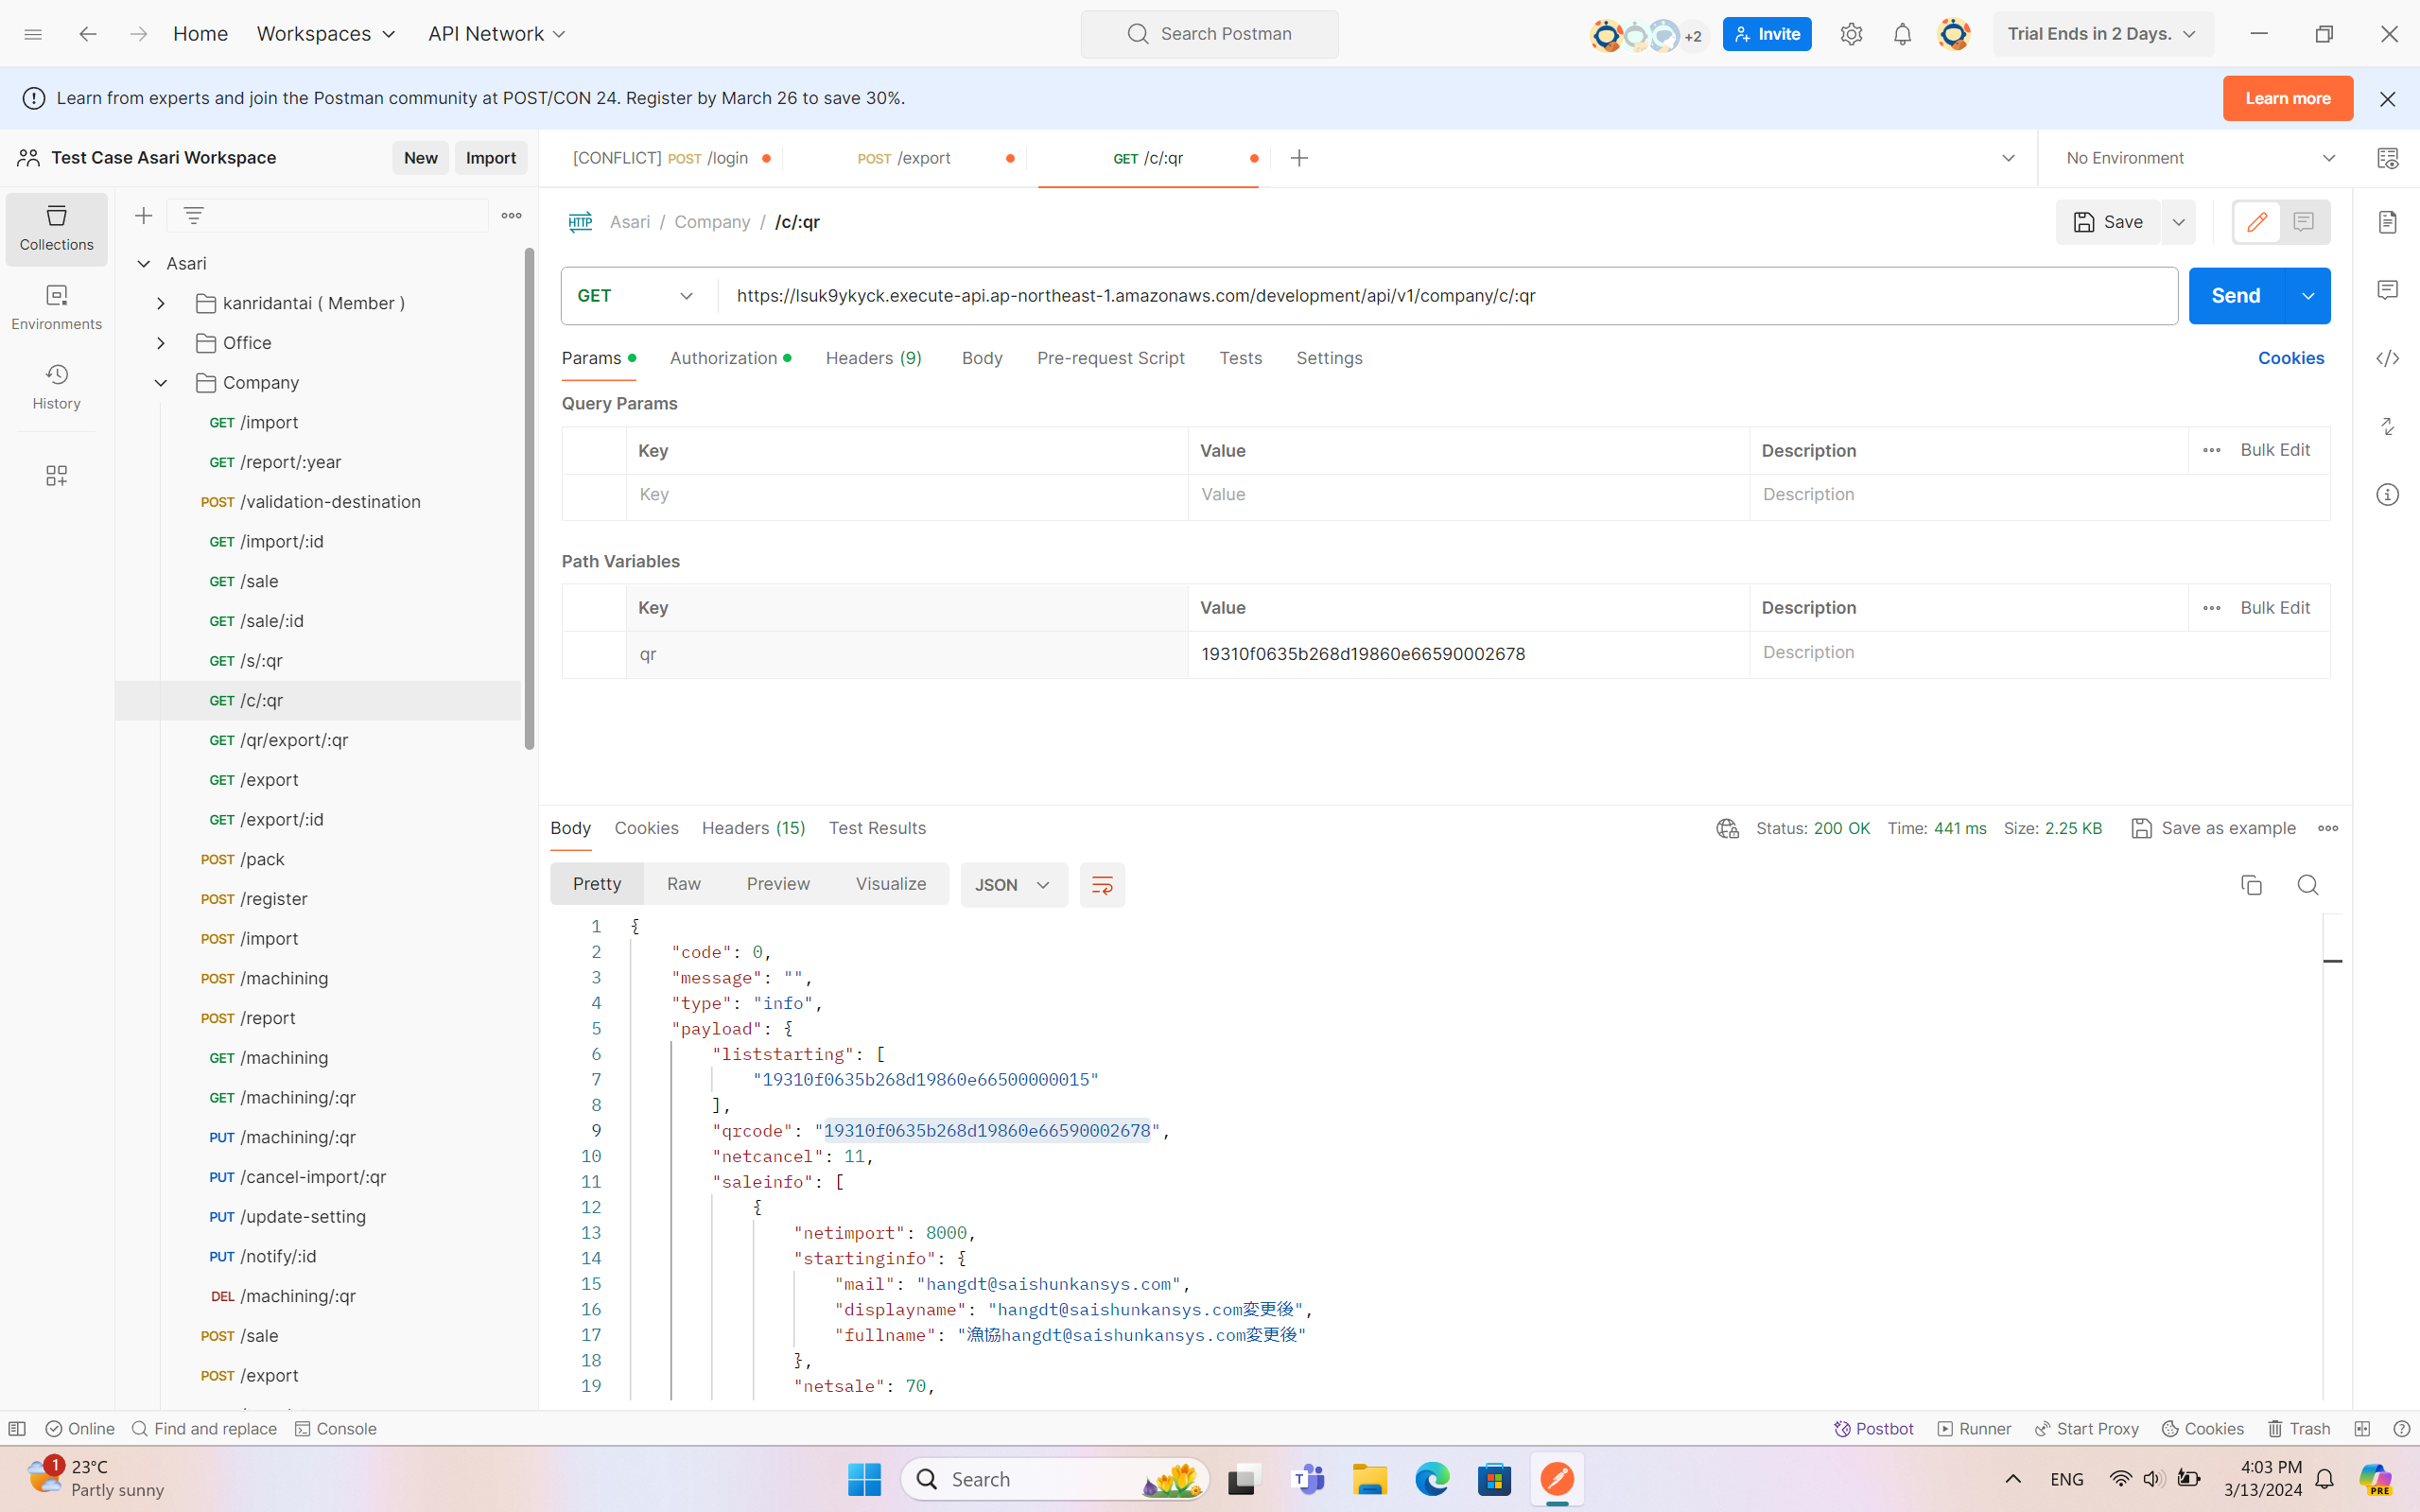 Home Workspaces API Network Search Postman +2 Invite Trial Ends in 2 Days.
Learn from experts and join the Postman community at POST/CON 24. Register by March 26 to save 30%. Learn more
Test Case Asari Workspace New Import [CONFLICT] POST /login POST /export GET /c/:qr No Environment
Collections
Environments
History
Asari
kanridantai ( Member )
Office
Company
GET /import
GET /report/:year
POST /validation-destination
GET /import/:id
GET /sale
GET /sale/:id
GET /s/:qr
GET /c/:qr
GET /qr/export/:qr
GET /export
GET /export/:id
POST /pack
POST /register
POST /import
POST /machining
POST /report
GET /machining
GET /machining/:qr
PUT /machining/:qr
PUT /cancel-import/:qr
PUT /update-setting
PUT /notify/:id
DEL /machining/:qr
POST /sale
POST /export
HTTP Asari / Company / /c/:qr Save
GET https://lsuk9ykyck.execute-api.ap-northeast-1.amazonaws.com/development/api/v1/company/c/:qr Send
Params Authorization Headers (9) Body Pre-request Script Tests Settings Cookies
Query Params
Key Value Description Bulk Edit
Key Value Description
Path Variables
Key Value Description Bulk Edit
qr 19310f0635b268d19860e66590002678 Description
Body Cookies Headers (15) Test Results Status: 200 OK Time: 441 ms Size: 2.25 KB Save as example
Pretty Raw Preview Visualize JSON
1 {
2 "code": 0,
3 "message": "",
4 "type": "info",
5 "payload": {
6 "liststarting": [
7 "19310f0635b268d19860e66500000015"
8 ],
9 "qrcode": "19310f0635b268d19860e66590002678",
10 "netcancel": 11,
11 "saleinfo": [
12 {
13 "netimport": 8000,
14 "startinginfo": {
15 "mail": "hangdt@saishunkansys.com",
16 "displayname": "hangdt@saishunkansys.com変更後",
17 "fullname": "漁協hangdt@saishunkansys.com変更後"
18 },
19 "netsale": 70,
Online Find and replace Console Postbot Runner Start Proxy Cookies Trash
1 23°C
Partly sunny
Search
ENG
4:03 PM
3/13/2024
PRE